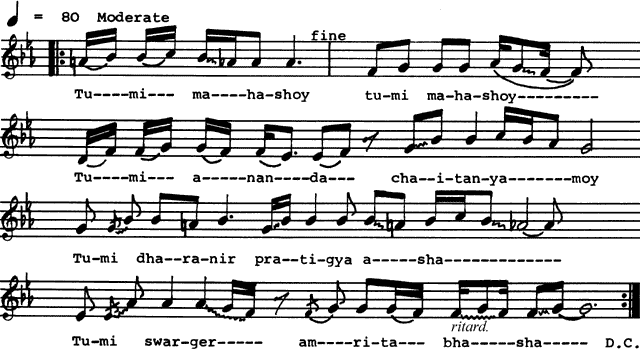 ♩ = 80 Moderate
fine
Tu----mi--- ma----ha-shoy tu-mi ma-ha-shoy----------
Tu----mi--- a-----nan----da--- cha--i-tan-ya-------moy
Tu-mi dha--ra-nir pra--ti-gya a-----sha--------------
ritard.
Tu-mi swar-ger------ am----ri-ta--- bha-----sha----- D.C.